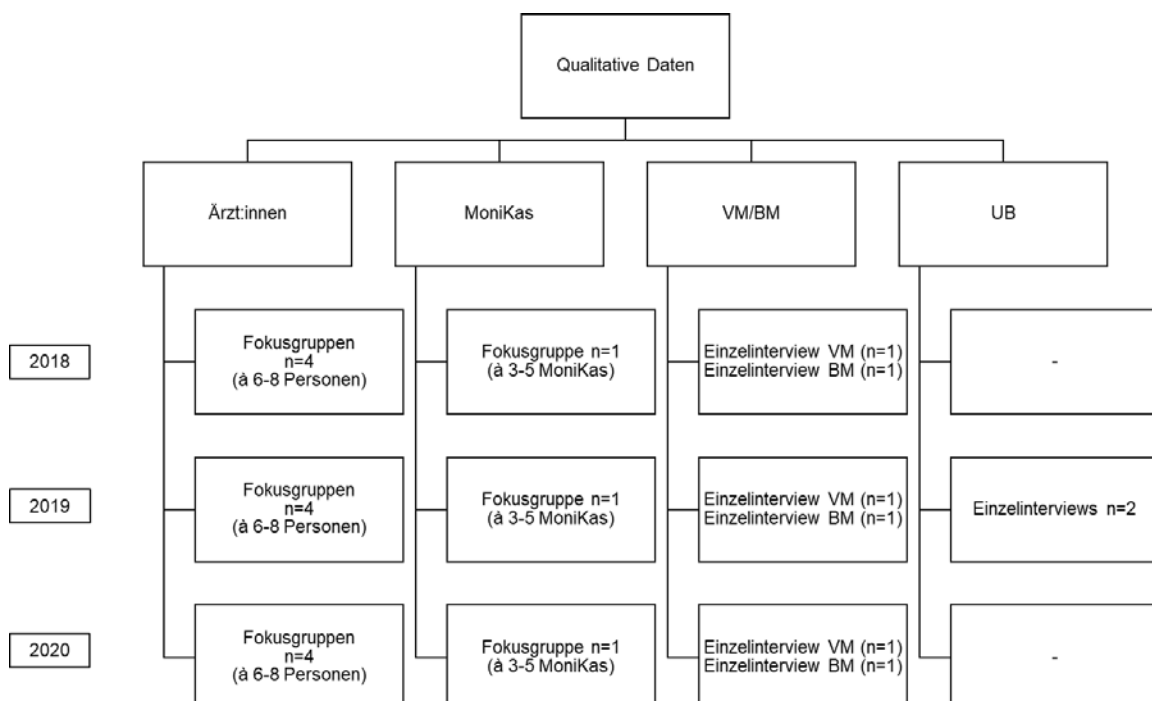 Qualitative Daten
Ärzt:innen
MoniKas
VM/BM
UB
2018
Fokusgruppen
n=4
(à 6-8 Personen)
Fokusgruppe n=1
(à 3-5 MoniKas)
Einzelinterview VM (n=1)
Einzelinterview BM (n=1)
-
2019
Fokusgruppen
n=4
(à 6-8 Personen)
Fokusgruppe n=1
(à 3-5 MoniKas)
Einzelinterview VM (n=1)
Einzelinterview BM (n=1)
Einzelinterviews n=2
2020
Fokusgruppen
n=4
(à 6-8 Personen)
Fokusgruppe n=1
(à 3-5 MoniKas)
Einzelinterview VM (n=1)
Einzelinterview BM (n=1)
-